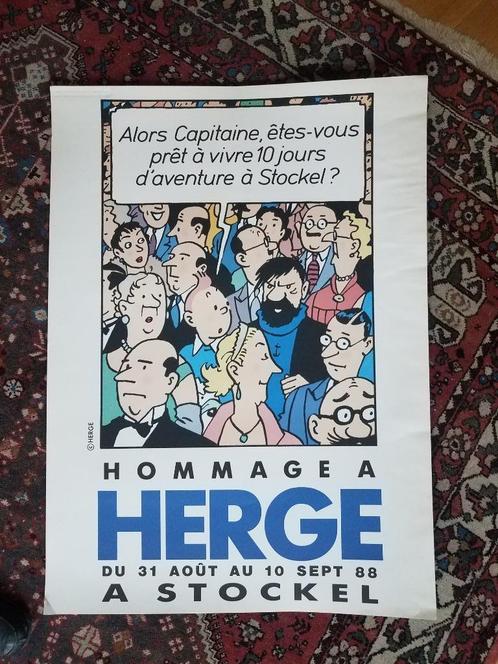 Alors Capitaine, êtes-vous
prêt à vivre 10 jours
d'aventure à Stockel ?
© HERGE
HOMMAGE A
HERGE
DU 31 AOÛT AU 10 SEPT 88
A STOCKEL